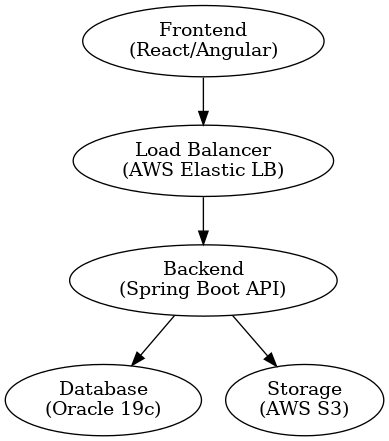 Frontend
(React/Angular)
Load Balancer
(AWS Elastic LB)
Backend
(Spring Boot API)
Database
(Oracle 19c)
Storage
(AWS S3)